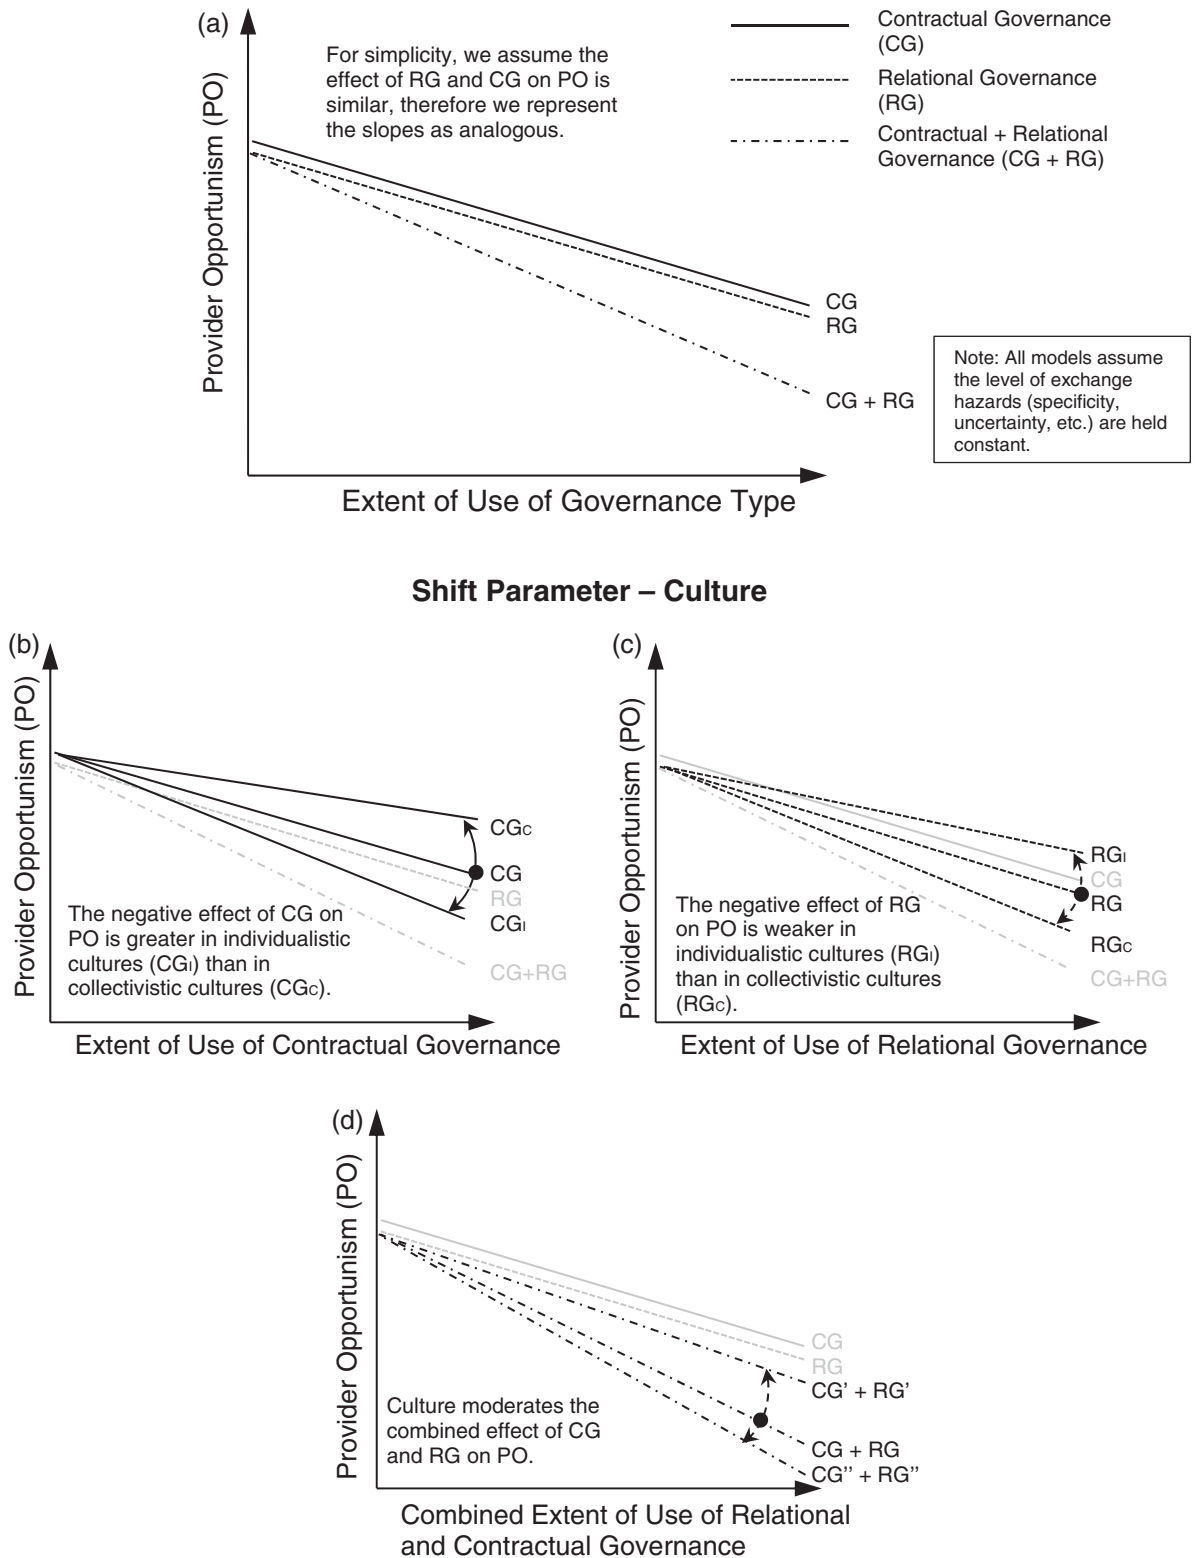 (a)
Provider Opportunism (PO)
For simplicity, we assume the
effect of RG and CG on PO is
similar, therefore we represent
the slopes as analogous.
Contractual Governance
(CG)
Relational Governance
(RG)
Contractual + Relational
Governance (CG + RG)
CG
RG
CG + RG
Note: All models assume
the level of exchange
hazards (specificity,
uncertainty, etc.) are held
constant.
Extent of Use of Governance Type
Shift Parameter – Culture
(b)
Provider Opportunism (PO)
CGC
CG
RG
CGI
CG+RG
The negative effect of CG on
PO is greater in individualistic
cultures (CGI) than in
collectivistic cultures (CGC).
Extent of Use of Contractual Governance
(c)
Provider Opportunism (PO)
RGI
CG
RG
RGC
CG+RG
The negative effect of RG
on PO is weaker in
individualistic cultures (RGI)
than in collectivistic cultures
(RGC).
Extent of Use of Relational Governance
(d)
Provider Opportunism (PO)
CG
RG
CG' + RG'
CG + RG
CG'' + RG''
Culture moderates the
combined effect of CG
and RG on PO.
Combined Extent of Use of Relational
and Contractual Governance